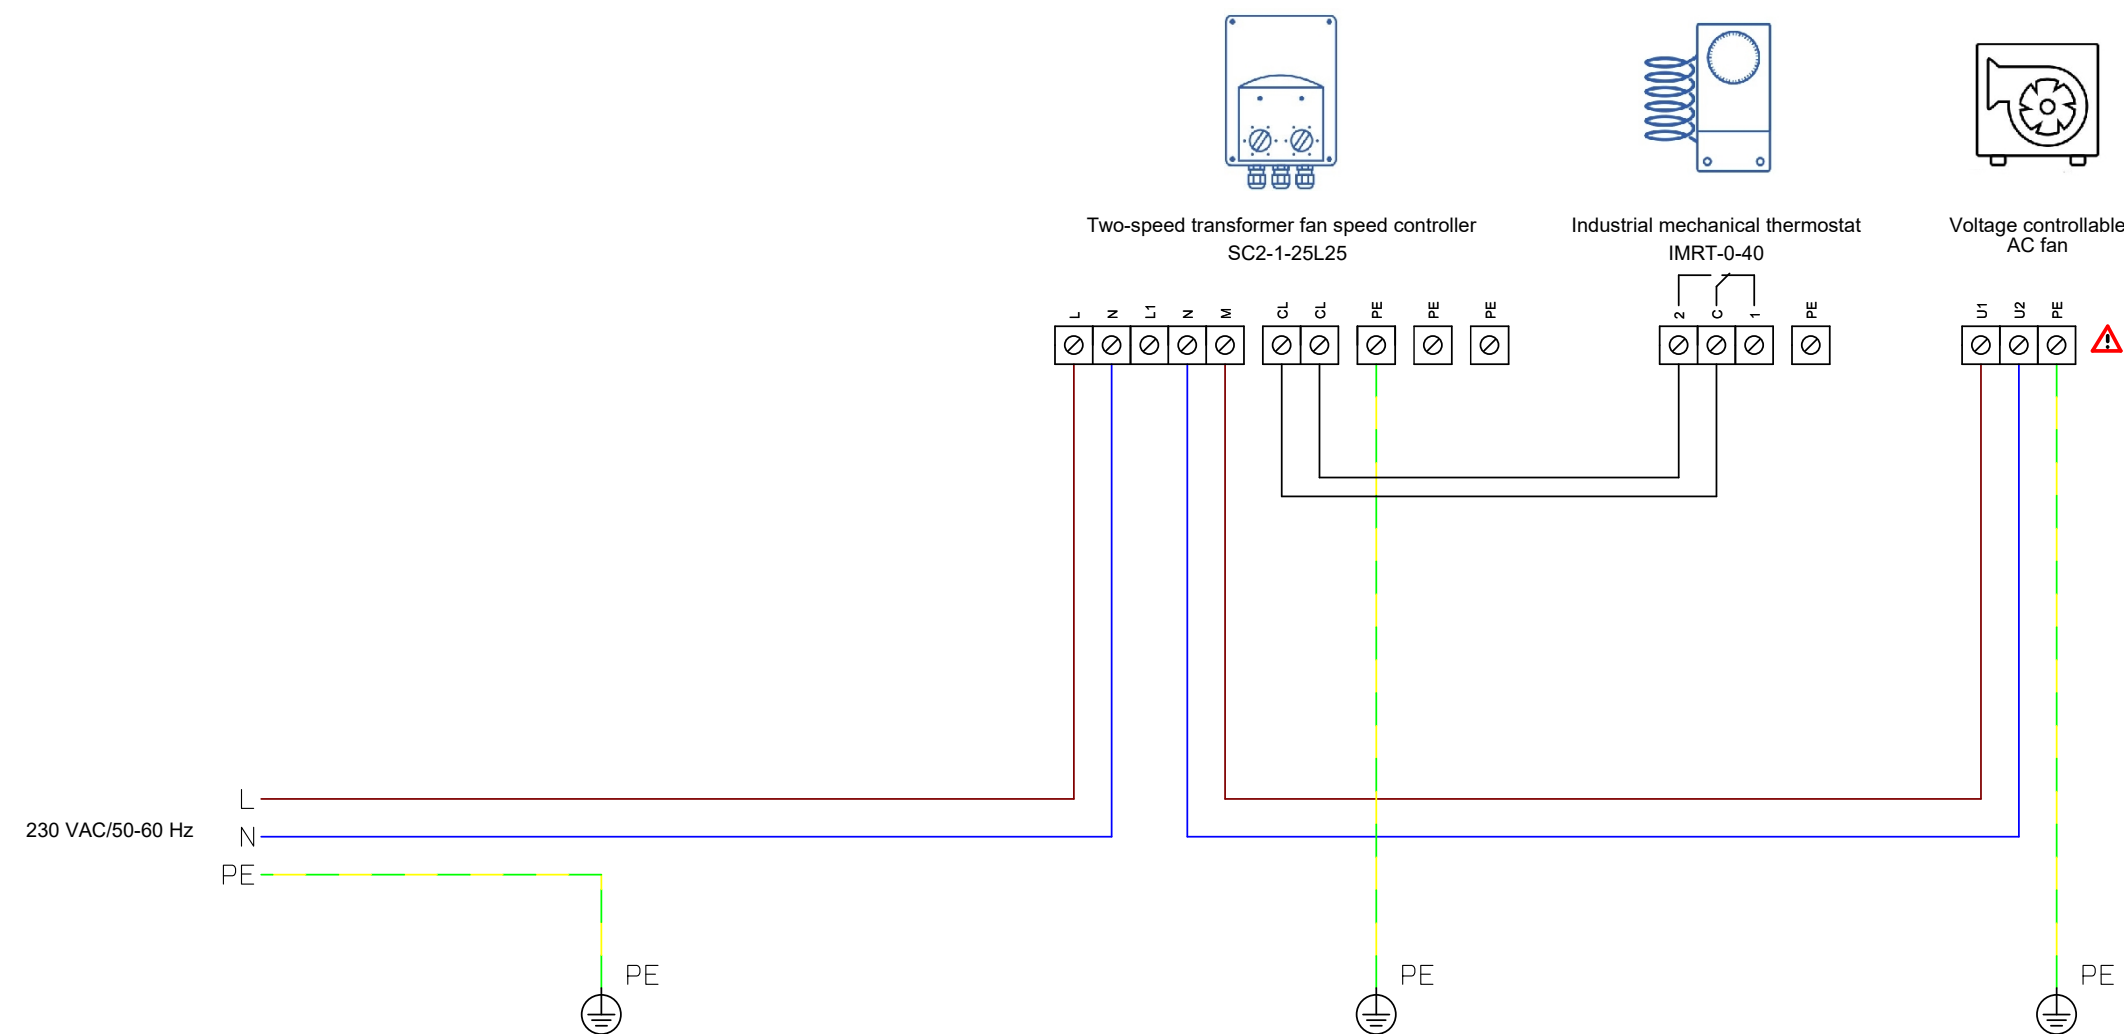 Two-speed transformer fan speed controller
SC2-1-25L25
Industrial mechanical thermostat
IMRT-0-40
Voltage controllable
AC fan
L N L1 N M CL CL PE PE PE
2 C 1 PE
U1 U2 PE
L
230 VAC/50-60 Hz
N
PE
PE
PE
PE